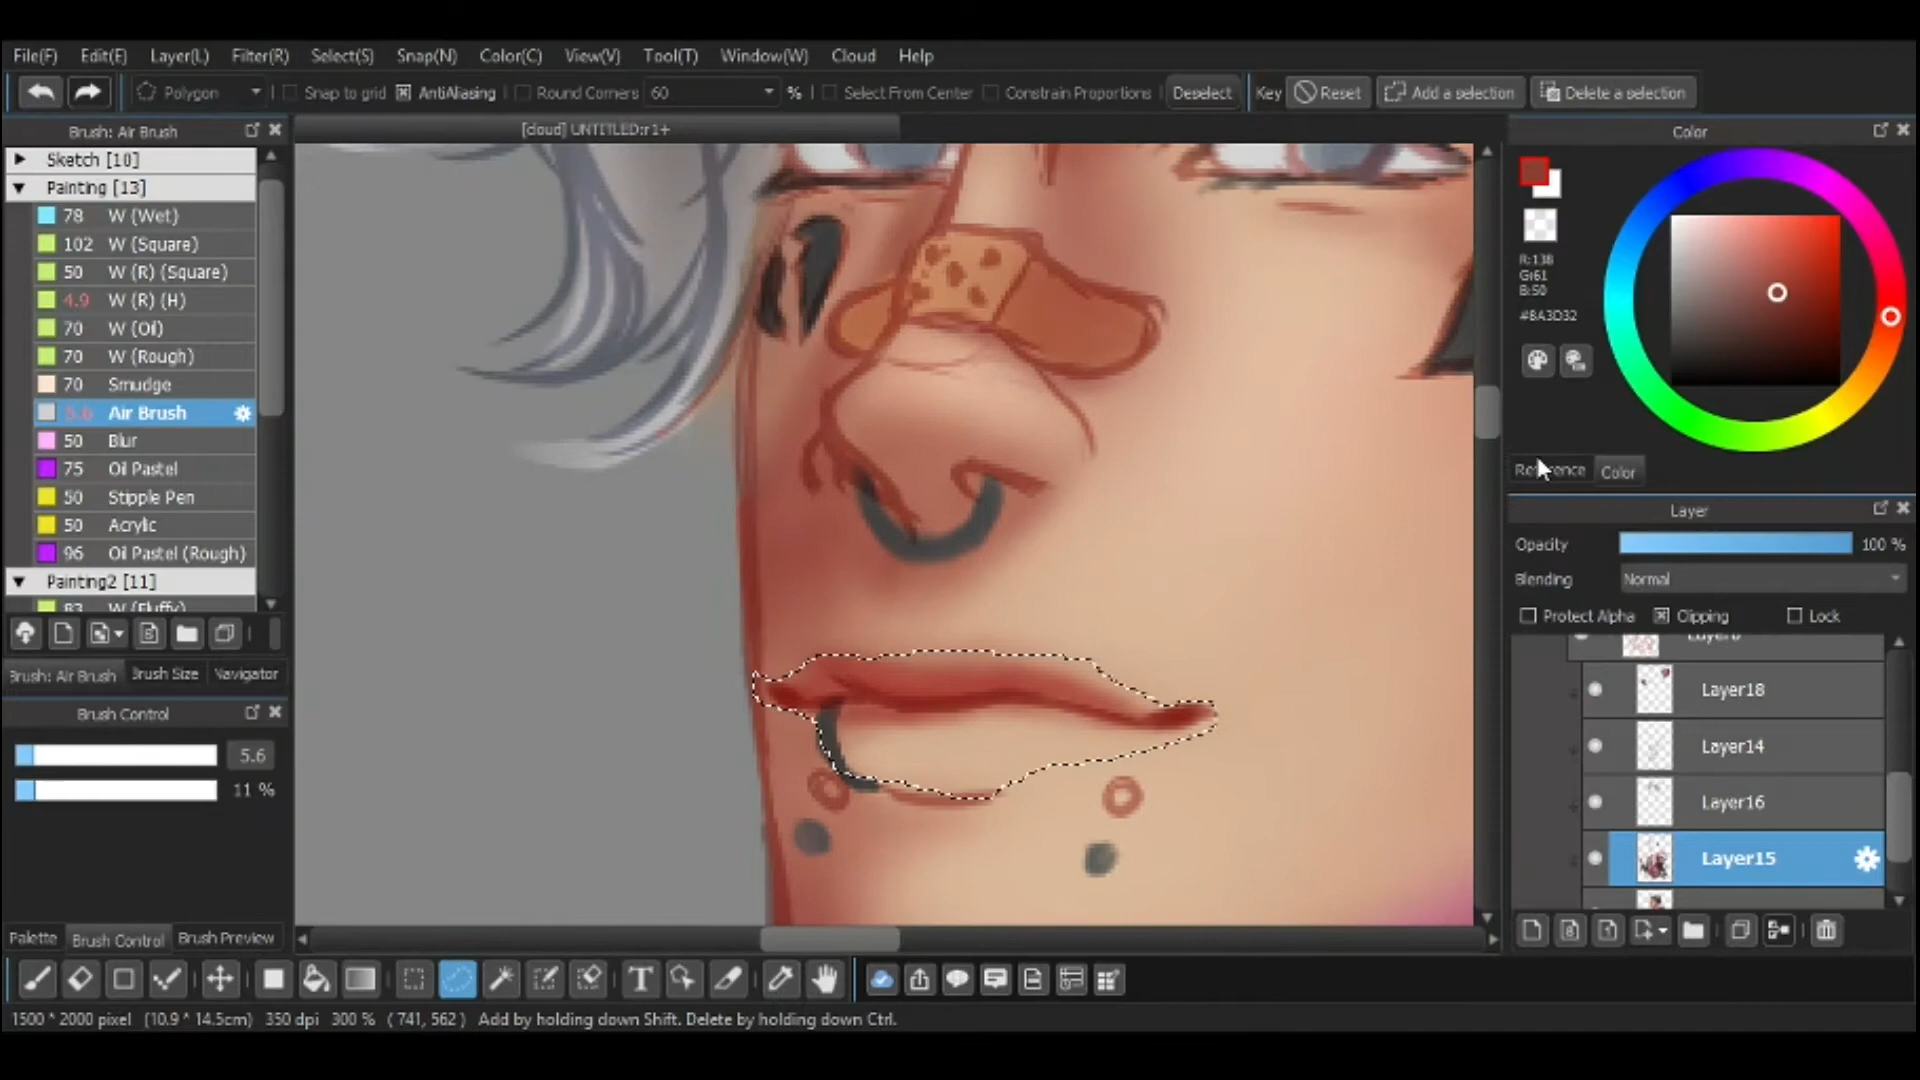 File(F) Edit(E) Layer(L) Filter(R) Select(S) Snap(N) Color(C) View(V) Tool(T) Window(W) Cloud Help
Polygon Snap to grid AntiAliasing Round Corners 60 % Select From Center Constrain Proportions Deselect Key Reset Add a selection Delete a selection
Brush: Air Brush
[cloud] UNTITLED:r1+
Color
Sketch [10]
Painting [13]
78 W (Wet)
102 W (Square)
50 W (R) (Square)
4.9 W (R) (H)
70 W (Oil)
70 W (Rough)
70 Smudge
5.6 Air Brush
50 Blur
75 Oil Pastel
50 Stipple Pen
50 Acrylic
96 Oil Pastel (Rough)
Painting2 [11]
83 W (Fluffy)
Brush: Air Brush Brush Size Navigator
Brush Control
5.6
11 %
Palette Brush Control Brush Preview
R:138
G:61
B:50
#8A3D32
Reference Color
Layer
Opacity 100 %
Blending Normal
Protect Alpha Clipping Lock
Layer18
Layer14
Layer16
Layer15
1500 * 2000 pixel (10.9 * 14.5cm) 350 dpi 300 % ( 741, 562 ) Add by holding down Shift. Delete by holding down Ctrl.